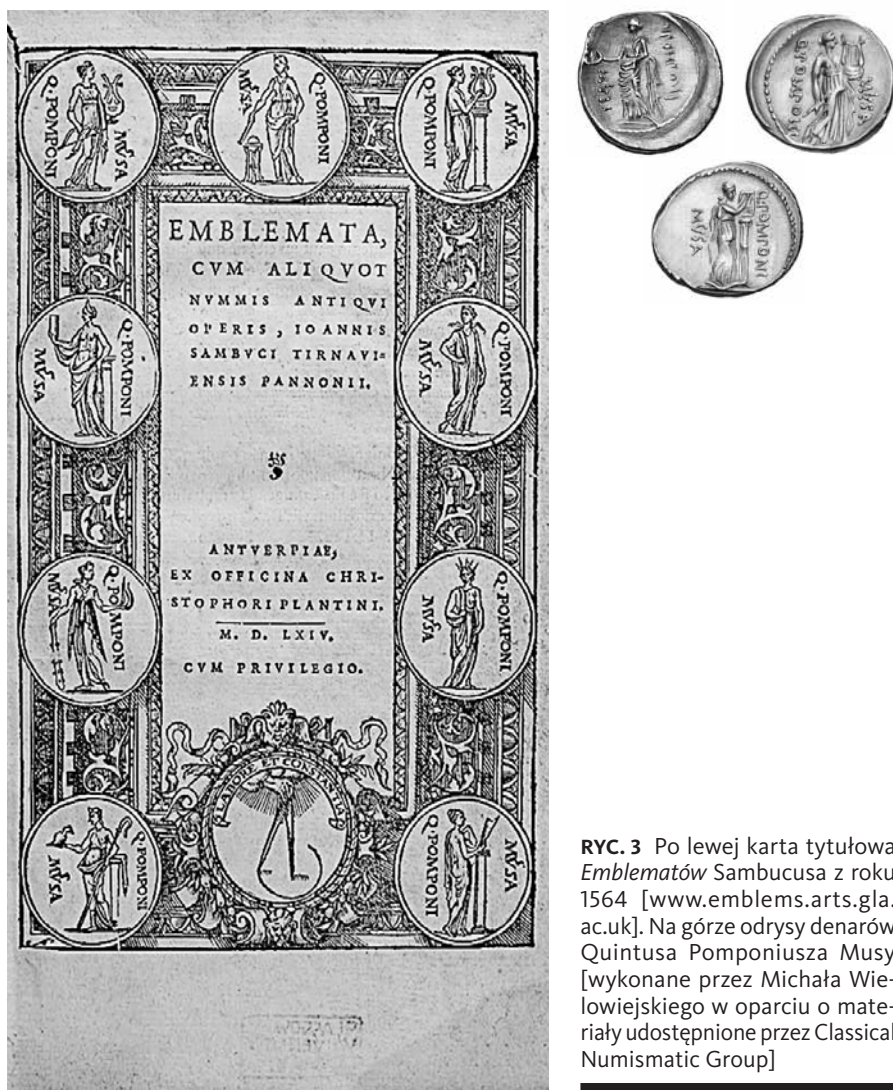 Q·POMPONI
MVSA
MVSA
Q·POMPONI
Q·POMPONI
MVSA
EMBLEMATA,
CVM ALIQVOT
NVMMIS ANTIQVI
OPERIS, IOANNIS
SAMBVCI TIRNAVI=
ENSIS PANNONII.
MVSA
Q·POMPONI
Q·POMPONI
MVSA
ANTVERPIAE,
EX OFFICINA CHRI-
STOPHORI PLANTINI.
M. D. LXIV.
CVM PRIVILEGIO.
MVSA
Q·POMPONI
Q·POMPONI
MVSA
LABORE ET CONSTANTIA
MVSA
Q·POMPONI
Q·POMPONI
MVSA
Q·POMPONI
MVSA
Q·POMPONI
MVSA
RYC. 3 Po lewej karta tytułowa
Emblematów Sambucusa z roku
1564 [www.emblems.arts.gla.
ac.uk]. Na górze odrysy denarów
Quintusa Pomponiusza Musy
[wykonane przez Michała Wie-
lowiejskiego w oparciu o mate-
riały udostępnione przez Classical
Numismatic Group]